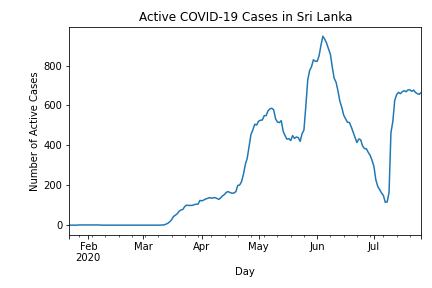 Active COVID-19 Cases in Sri Lanka
Number of Active Cases
800
600
400
200
0
Feb
2020
Mar
Apr
May
Jun
Jul
Day